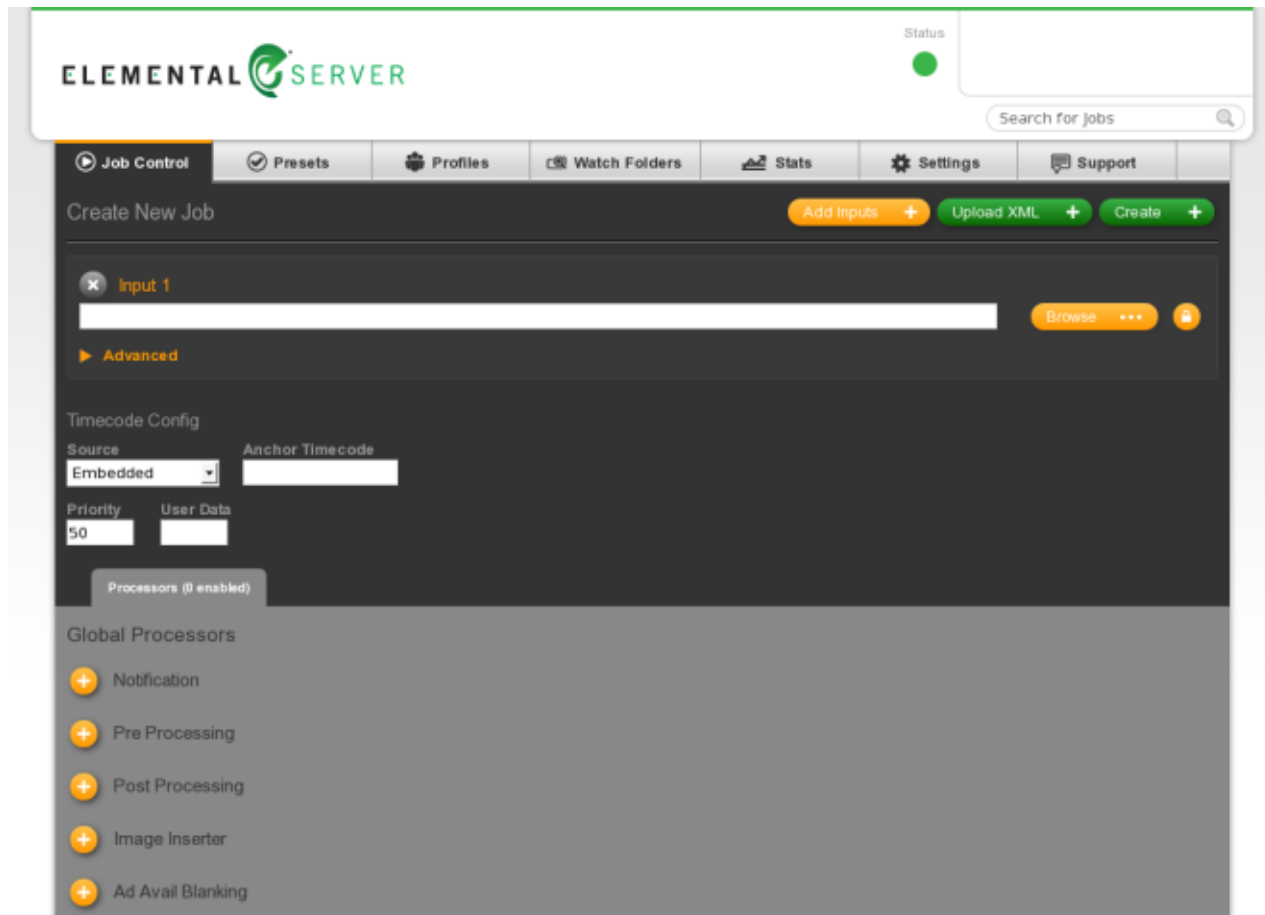 Status
ELEMENTAL SERVER
Search for Jobs
Job Control Presets Profiles Watch Folders Stats Settings Support
Create New Job Add Inputs + Upload XML + Create +
Input 1
Browse •••
Advanced
Timecode Config
Source Anchor Timecode
Embedded
Priority User Data
50
Processors (0 enabled)
Global Processors
Notification
Pre Processing
Post Processing
Image Inserter
Ad Avail Blanking